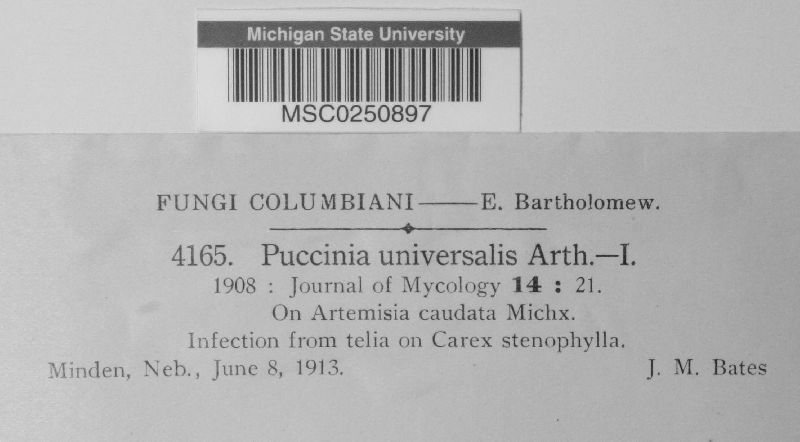 Michigan State University
MSC0250897
FUNGI COLUMBIANI——E. Bartholomew.
4165. Puccinia universalis Arth.—I.
1908 : Journal of Mycology 14 : 21.
On Artemisia caudata Michx.
Infection from telia on Carex stenophylla.
Minden, Neb., June 8, 1913. J. M. Bates